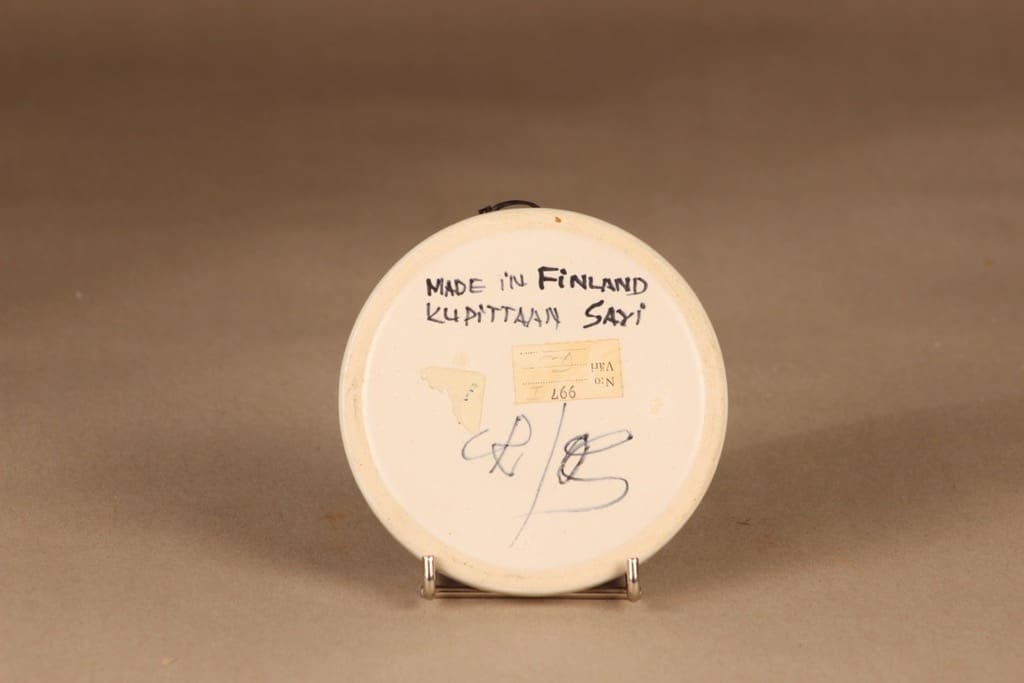 MADE iN FiNLAND
KUPiTTAAN SAVi
997 I
N:o
Väri